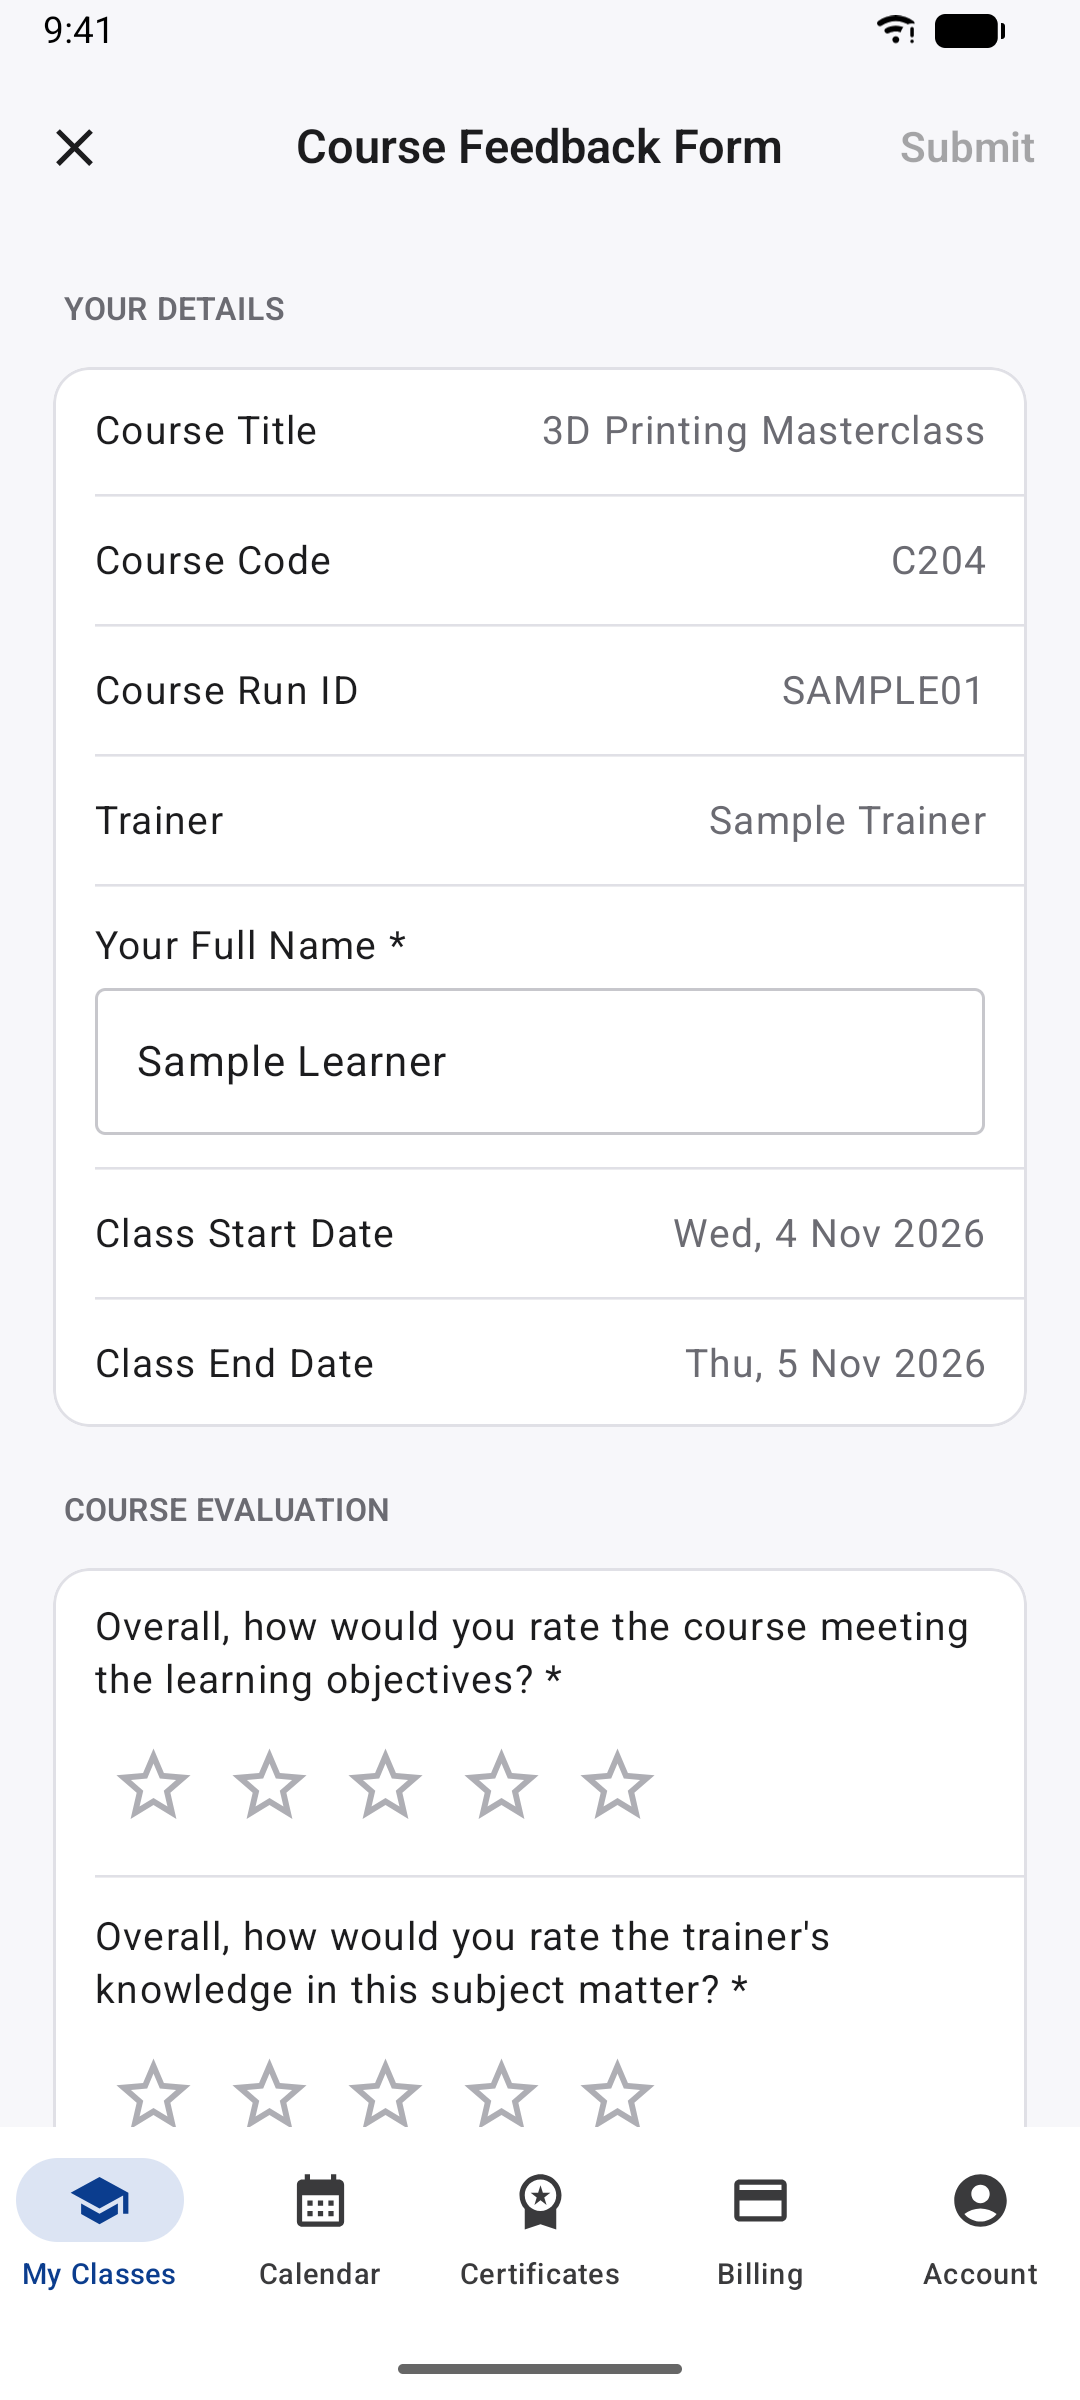 9:41
Course Feedback Form
Submit
YOUR DETAILS
Course Title
3D Printing Masterclass
Course Code
C204
Course Run ID
SAMPLE01
Trainer
Sample Trainer
Your Full Name *
Sample Learner
Class Start Date
Wed, 4 Nov 2026
Class End Date
Thu, 5 Nov 2026
COURSE EVALUATION
Overall, how would you rate the course meeting
the learning objectives? *
Overall, how would you rate the trainer's
knowledge in this subject matter? *
My Classes
Calendar
Certificates
Billing
Account